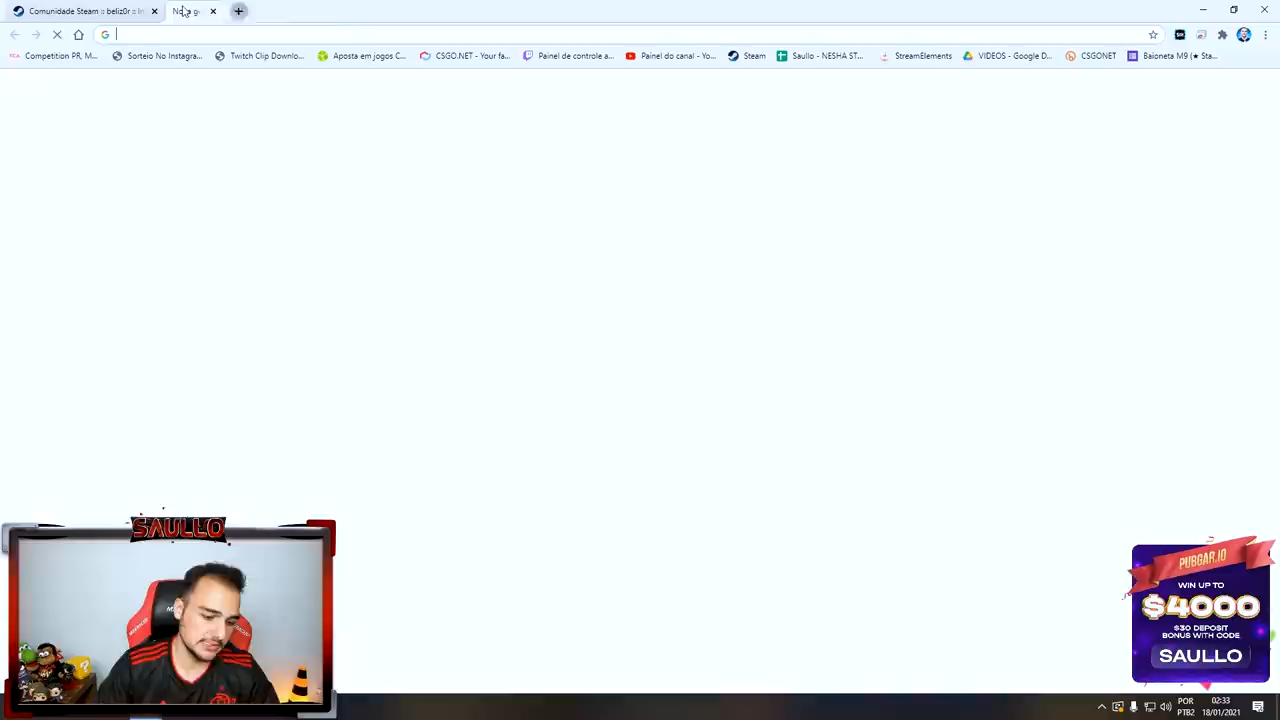 Comunidade Steam :: beliz0r :: In
Competition PR, M...
Sorteio No Instagra...
Twitch Clip Downlo...
Aposta em jogos C...
CSGO.NET - Your fa...
Painel de controle a...
Painel do canal - Yo...
Steam
Saullo - NESHA ST...
StreamElements
VIDEOS - Google D...
CSGONET
Baioneta M9 (★ Sta...
SAULLO
PUBGAR.IO
WIN UP TO
$4000
$30 DEPOSIT
BONUS WITH CODE
SAULLO
POR
PTB2
02:33
18/01/2021